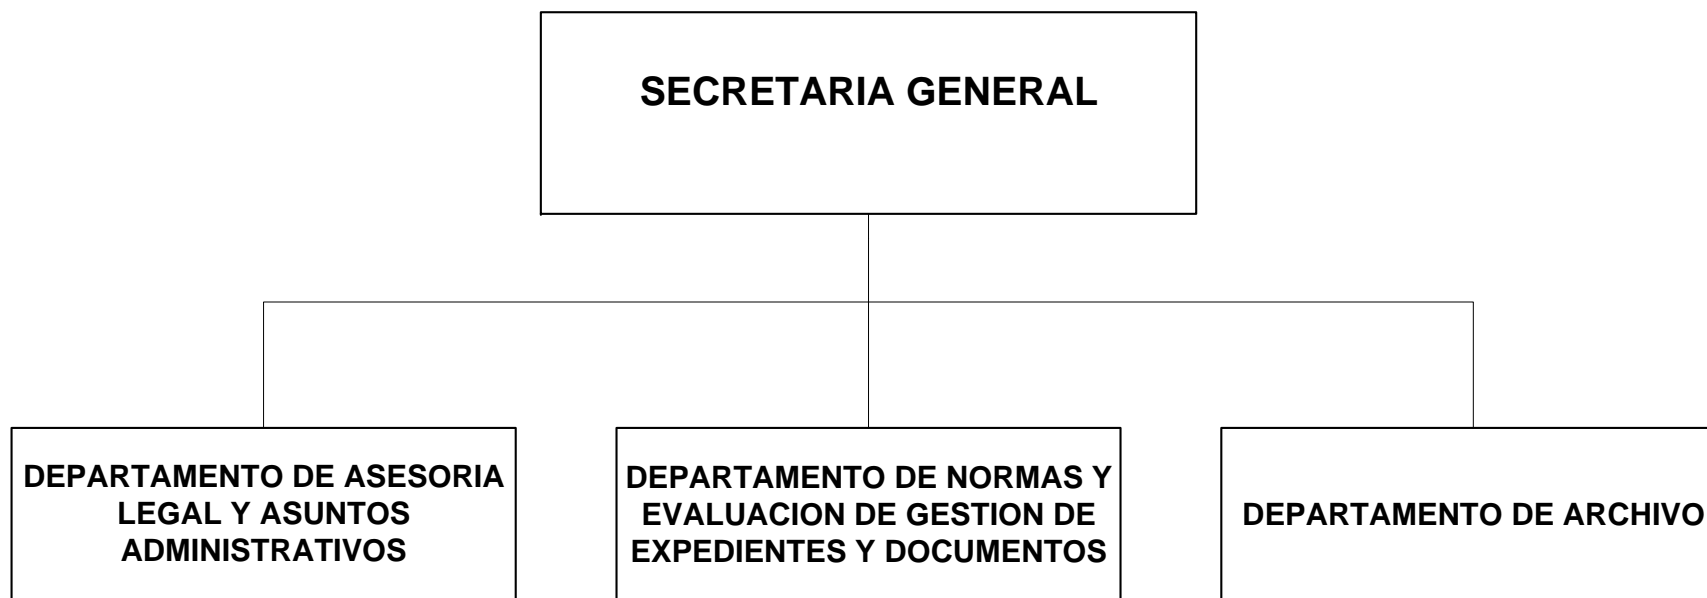 SECRETARIA GENERAL
DEPARTAMENTO DE ASESORIA
LEGAL Y ASUNTOS
ADMINISTRATIVOS
DEPARTAMENTO DE NORMAS Y
EVALUACION DE GESTION DE
EXPEDIENTES Y DOCUMENTOS
DEPARTAMENTO DE ARCHIVO